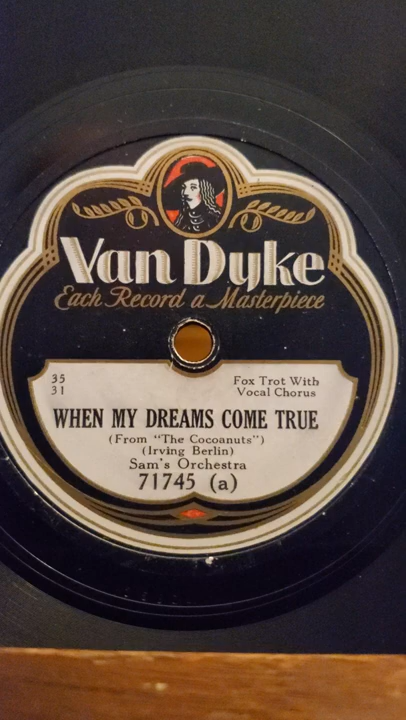 Van Dyke
Each Record a Masterpiece
35
31
Fox Trot With
Vocal Chorus
WHEN MY DREAMS COME TRUE
(From "The Cocoanuts")
(Irving Berlin)
Sam's Orchestra
71745 (a)